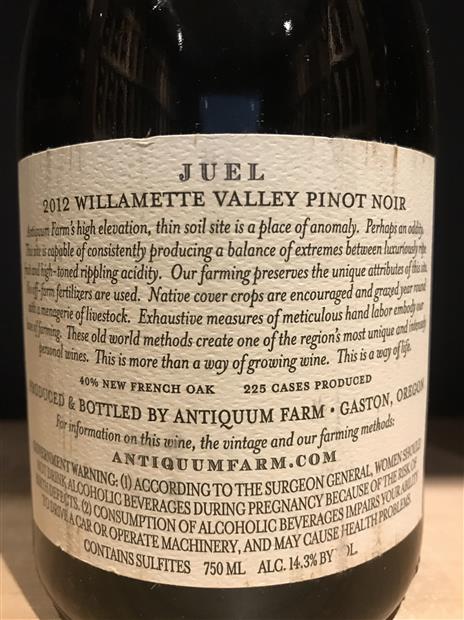 JUEL
2012 WILLAMETTE VALLEY PINOT NOIR
Antiquum Farm's high elevation, thin soil site is a place of anomaly. Perhaps an oddity.
This site is capable of consistently producing a balance of extremes between luxuriously ripe
fruit and high-toned rippling acidity. Our farming preserves the unique attributes of this site.
No off-farm fertilizers are used. Native cover crops are encouraged and grazed year round
with a menagerie of livestock. Exhaustive measures of meticulous hand labor embody our
of farming. These old world methods create one of the region's most unique and intensely
personal wines. This is more than a way of growing wine. This is a way of life.
40% NEW FRENCH OAK 225 CASES PRODUCED
PRODUCED & BOTTLED BY ANTIQUUM FARM • GASTON, OREGON
For information on this wine, the vintage and our farming methods:
ANTIQUUMFARM.COM
GOVERNMENT WARNING: (1) ACCORDING TO THE SURGEON GENERAL, WOMEN SHOULD
NOT DRINK ALCOHOLIC BEVERAGES DURING PREGNANCY BECAUSE OF THE RISK OF
BIRTH DEFECTS. (2) CONSUMPTION OF ALCOHOLIC BEVERAGES IMPAIRS YOUR ABILITY
TO DRIVE A CAR OR OPERATE MACHINERY, AND MAY CAUSE HEALTH PROBLEMS.
CONTAINS SULFITES 750 ML ALC. 14.3% BY VOL.